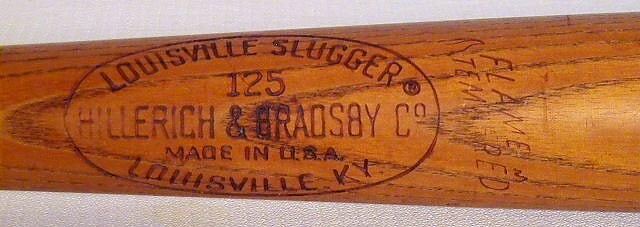 LOUISVILLE SLUGGER®
125
HILLERICH & BRADSBY Cº
MADE IN U.S.A.
LOUISVILLE. KY.
FLAME
TEMPERED